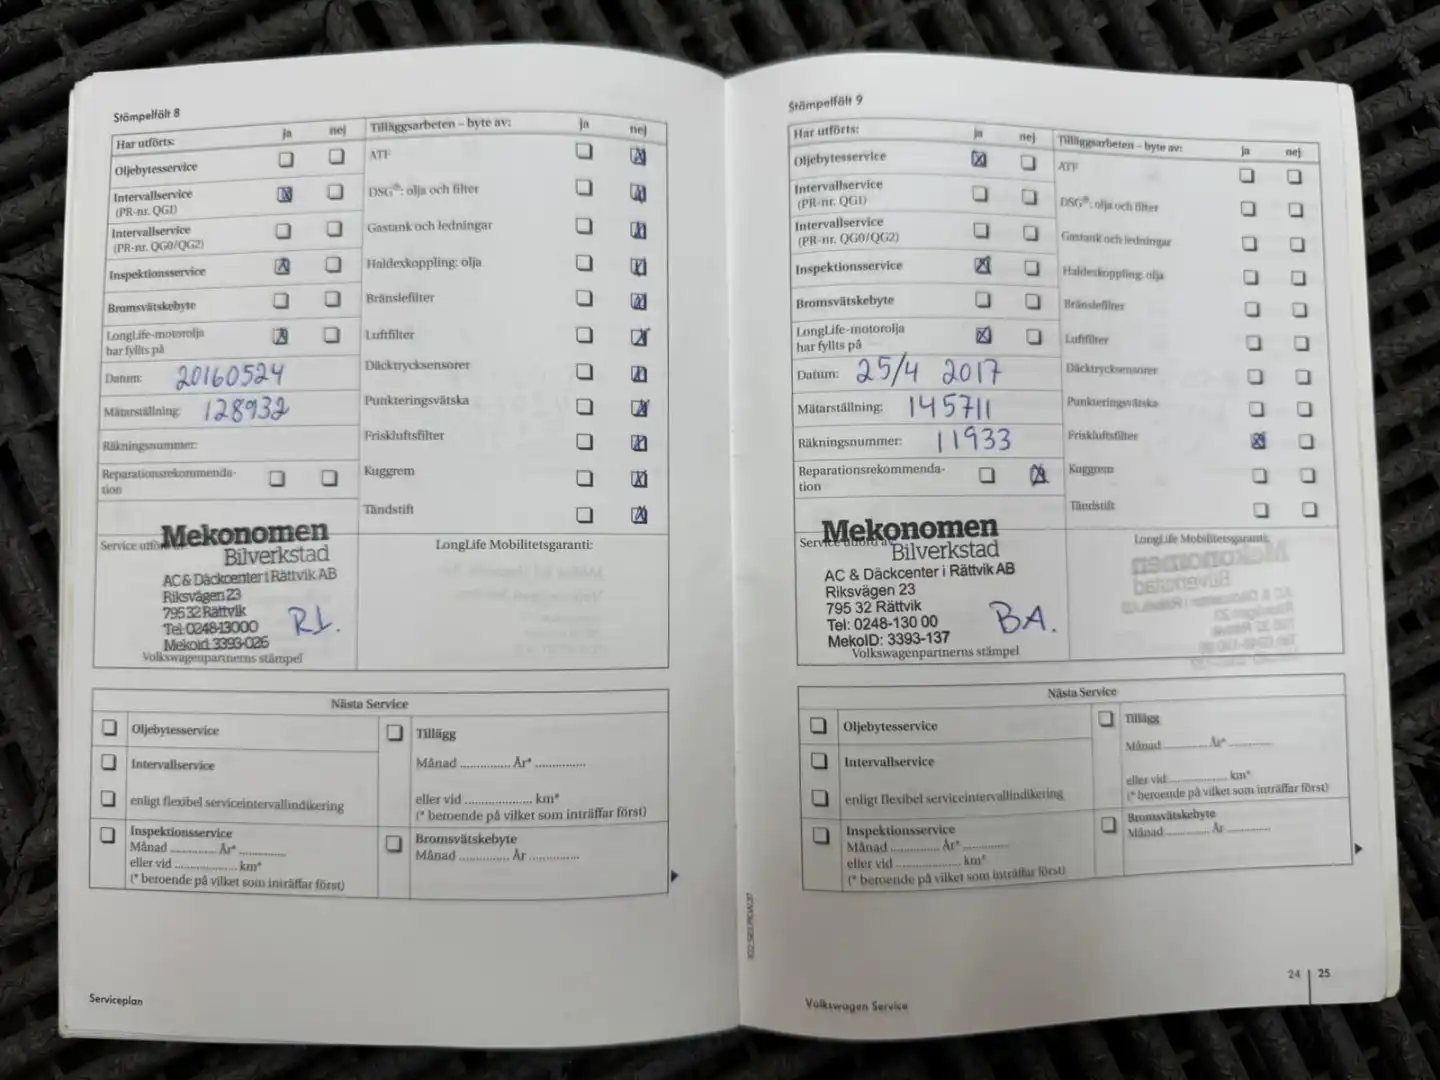 Stämpelfält 8
Har utförts: ja nej
Oljebytesservice
Intervallservice
(PR-nr. QG1)
Intervallservice
(PR-nr. QG0/QG2)
Inspektionsservice
Bromsvätskebyte
LongLife-motorolja
har fyllts på
Datum: 20160524
Mätarställning: 128932
Räkningsnummer:
Reparationsrekommenda-
tion
Tilläggsarbeten – byte av: ja nej
ATF
DSG®: olja och filter
Gastank och ledningar
Haldexkoppling: olja
Bränslefilter
Luftfilter
Däcktrycksensorer
Punkteringsvätska
Friskluftsfilter
Kuggrem
Tändstift
Service utförd av:
Mekonomen
Bilverkstad
AC & Däckcenter i Rättvik AB
Riksvägen 23
795 32 Rättvik
Tel: 0248-13000
Mekoid: 3393-026
Volkswagenpartnerns stämpel
LongLife Mobilitetsgaranti:
Nästa Service
Oljebytesservice
Intervallservice
enligt flexibel serviceintervallindikering
Inspektionsservice
Månad .............. År* ..............
eller vid .................... km*
(* beroende på vilket som inträffar först)
Tillägg
Månad .............. År* ..............
eller vid .................... km*
(* beroende på vilket som inträffar först)
Bromsvätskebyte
Månad .............. År ..............
Serviceplan
Stämpelfält 9
Har utförts: ja nej
Oljebytesservice
Intervallservice
(PR-nr. QG1)
Intervallservice
(PR-nr. QG0/QG2)
Inspektionsservice
Bromsvätskebyte
LongLife-motorolja
har fyllts på
Datum: 25/4 2017
Mätarställning: 145711
Räkningsnummer: 11933
Reparationsrekommenda-
tion
Tilläggsarbeten – byte av: ja nej
ATF
DSG®: olja och filter
Gastank och ledningar
Haldexkoppling: olja
Bränslefilter
Luftfilter
Däcktrycksensorer
Punkteringsvätska
Friskluftsfilter
Kuggrem
Tändstift
Service utförd av:
Mekonomen
Bilverkstad
AC & Däckcenter i Rättvik AB
Riksvägen 23
795 32 Rättvik
Tel: 0248-130 00
MekoID: 3393-137
BA.
Volkswagenpartnerns stämpel
LongLife Mobilitetsgaranti:
Nästa Service
Oljebytesservice
Intervallservice
enligt flexibel serviceintervallindikering
Inspektionsservice
Månad .............. År* ..............
eller vid .................... km*
(* beroende på vilket som inträffar först)
Tillägg
Månad .............. År* ..............
eller vid .................... km*
(* beroende på vilket som inträffar först)
Bromsvätskebyte
Månad .............. År ..............
Volkswagen Service
24 | 25